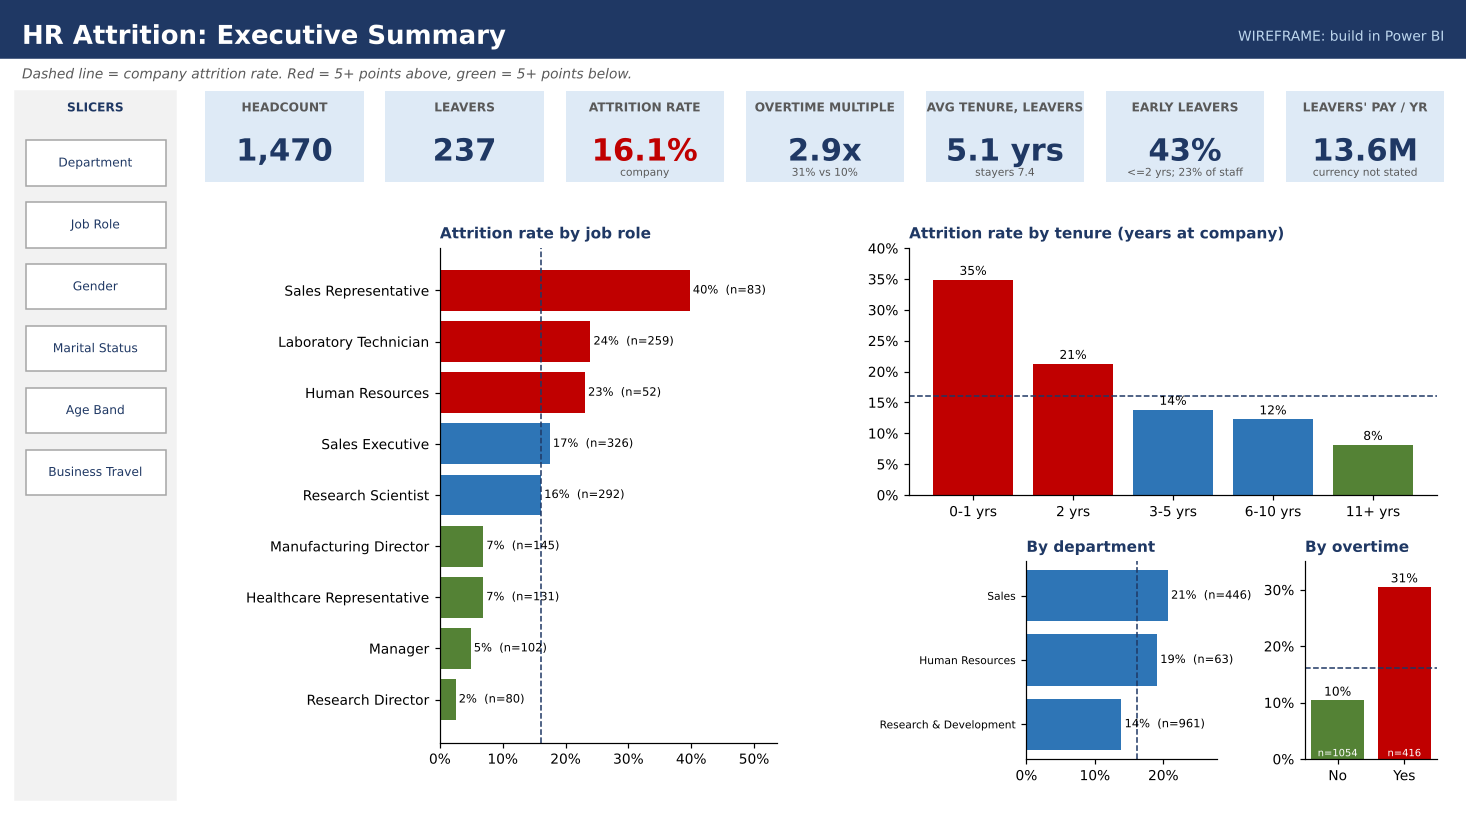 HR Attrition: Executive Summary
WIREFRAME: build in Power BI
Dashed line = company attrition rate. Red = 5+ points above, green = 5+ points below.
SLICERS
Department
Job Role
Gender
Marital Status
Age Band
Business Travel
HEADCOUNT
1,470
LEAVERS
237
ATTRITION RATE
16.1%
company
OVERTIME MULTIPLE
2.9x
31% vs 10%
AVG TENURE, LEAVERS
5.1 yrs
stayers 7.4
EARLY LEAVERS
43%
<=2 yrs; 23% of staff
LEAVERS' PAY / YR
13.6M
currency not stated
Attrition rate by job role
Sales Representative 40% (n=83)
Laboratory Technician 24% (n=259)
Human Resources 23% (n=52)
Sales Executive 17% (n=326)
Research Scientist 16% (n=292)
Manufacturing Director 7% (n=145)
Healthcare Representative 7% (n=131)
Manager 5% (n=102)
Research Director 2% (n=80)
0% 10% 20% 30% 40% 50%
Attrition rate by tenure (years at company)
40%
35%
30%
25%
20%
15%
10%
5%
0%
35%
21%
14%
12%
8%
0-1 yrs 2 yrs 3-5 yrs 6-10 yrs 11+ yrs
By department
Sales 21% (n=446)
Human Resources 19% (n=63)
Research & Development 14% (n=961)
0% 10% 20%
By overtime
30%
20%
10%
0%
10%
31%
n=1054 n=416
No Yes